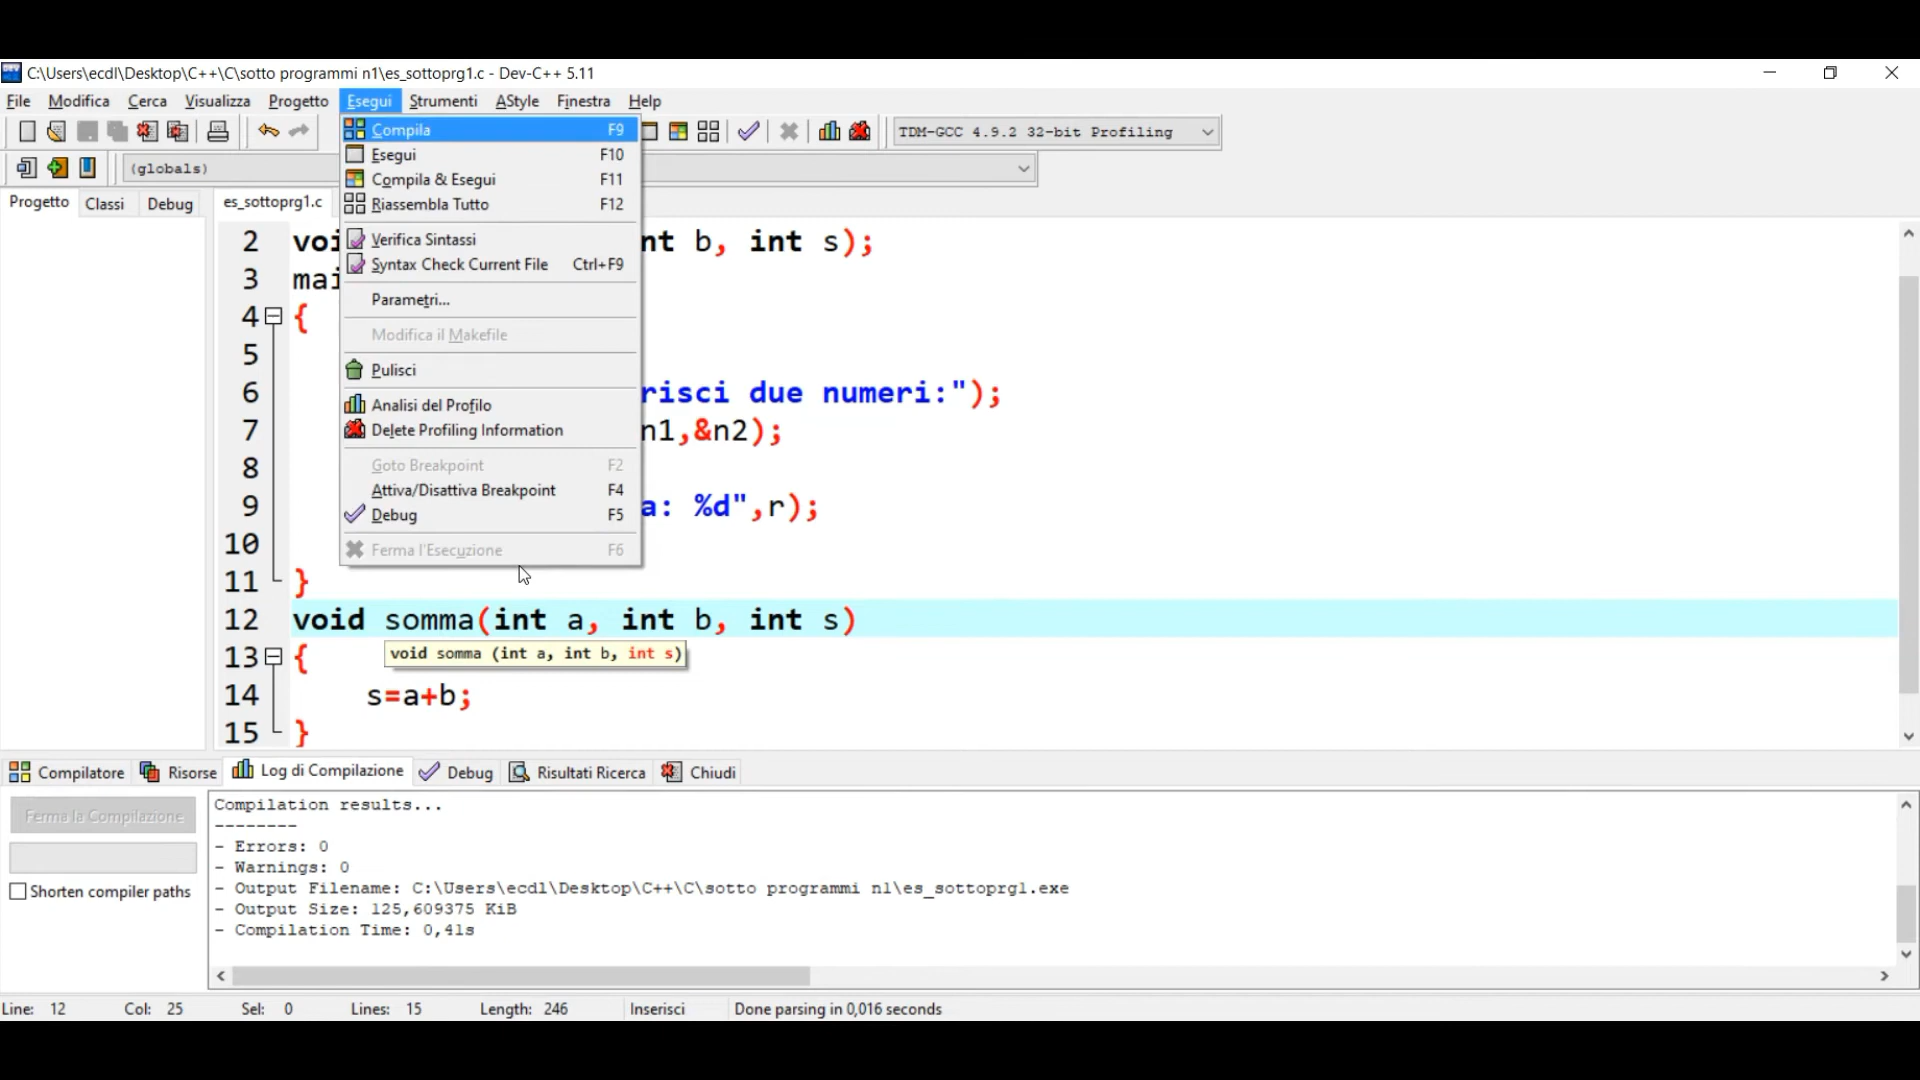 C:\Users\ecdl\Desktop\C++\C\sotto programmi n1\es_sottoprg1.c - Dev-C++ 5.11
File Modifica Cerca Visualizza Progetto Esegui Strumenti AStyle Finestra Help
TDM-GCC 4.9.2 32-bit Profiling
(globals)
Progetto Classi Debug
es_sottoprg1.c
Compila F9
Esegui F10
Compila & Esegui F11
Riassembla Tutto F12
Verifica Sintassi
Syntax Check Current File Ctrl+F9
Parametri...
Modifica il Makefile
Pulisci
Analisi del Profilo
Delete Profiling Information
Goto Breakpoint F2
Attiva/Disattiva Breakpoint F4
Debug F5
Ferma l'Esecuzione F6
2 voi nt b, int s);
3 mai
4 {
5
6 risci due numeri:");
7 n1,&n2);
8
9 a: %d",r);
10
11 }
12 void somma(int a, int b, int s)
13 {
void somma (int a, int b, int s)
14 s=a+b;
15 }
Compilatore Risorse Log di Compilazione Debug Risultati Ricerca Chiudi
Ferma la Compilazione
Shorten compiler paths
Compilation results...
--------
- Errors: 0
- Warnings: 0
- Output Filename: C:\Users\ecdl\Desktop\C++\C\sotto programmi n1\es_sottoprg1.exe
- Output Size: 125,609375 KiB
- Compilation Time: 0,41s
Line: 12 Col: 25 Sel: 0 Lines: 15 Length: 246 Inserisci Done parsing in 0,016 seconds